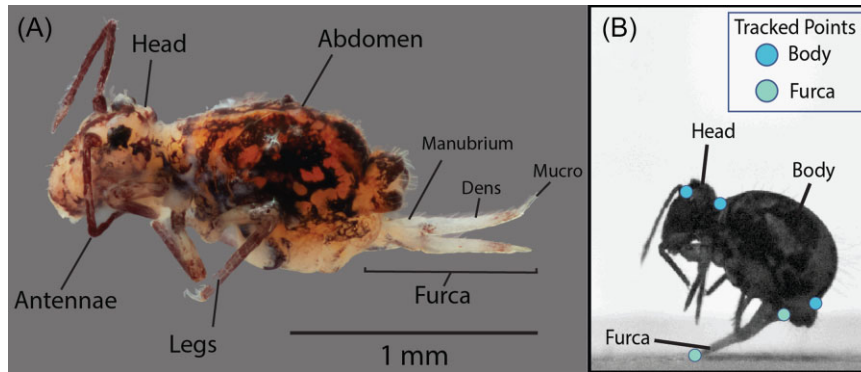 (A)
Head
Abdomen
Manubrium
Dens
Mucro
Antennae
Legs
Furca
1 mm
(B)
Tracked Points
Body
Furca
Head
Body
Furca